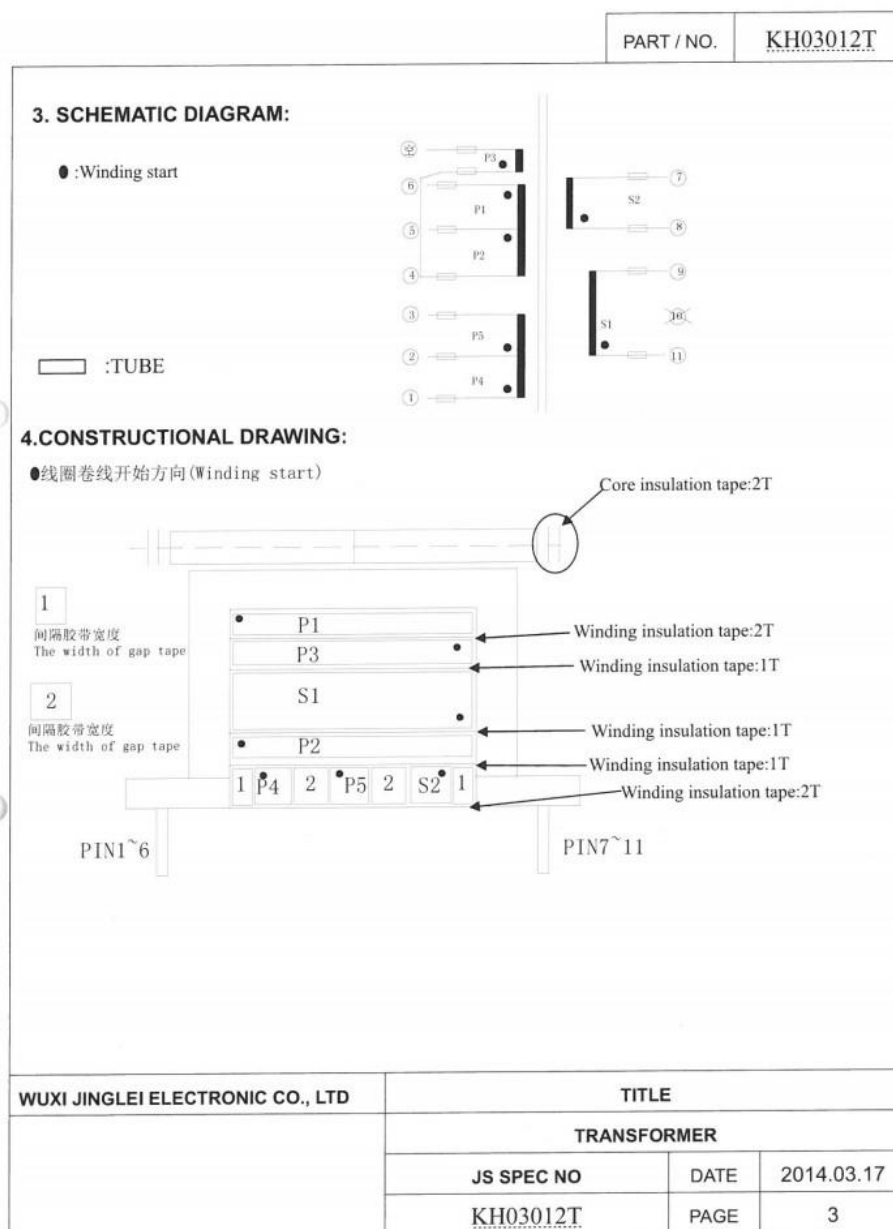 PART / NO. KH03012T
3. SCHEMATIC DIAGRAM:
● :Winding start
空 P3
6 P1 7
S2
5 8
P2
4 9
3 10
P5 S1
2 11
:TUBE P4
1
4.CONSTRUCTIONAL DRAWING:
●线圈卷线开始方向(Winding start)
Core insulation tape:2T
1
间隔胶带宽度
The width of gap tape
P1 Winding insulation tape:2T
P3 Winding insulation tape:1T
2
间隔胶带宽度
The width of gap tape
S1 Winding insulation tape:1T
P2 Winding insulation tape:1T
1 P4 2 P5 2 S2 1 Winding insulation tape:2T
PIN1~6 PIN7~11
WUXI JINGLEI ELECTRONIC CO., LTD TITLE
TRANSFORMER
JS SPEC NO DATE 2014.03.17
KH03012T PAGE 3